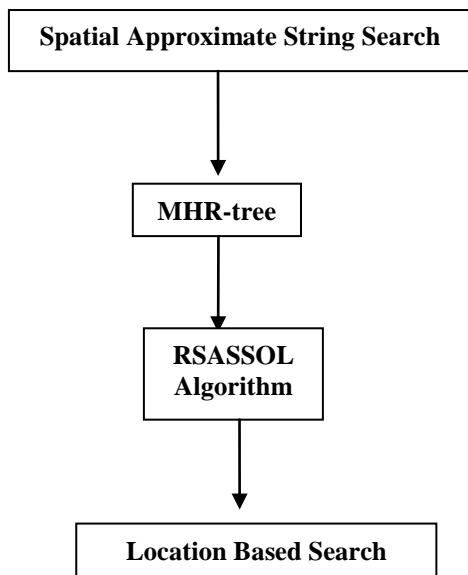 Spatial Approximate String Search
MHR-tree
RSASSOL
Algorithm
Location Based Search